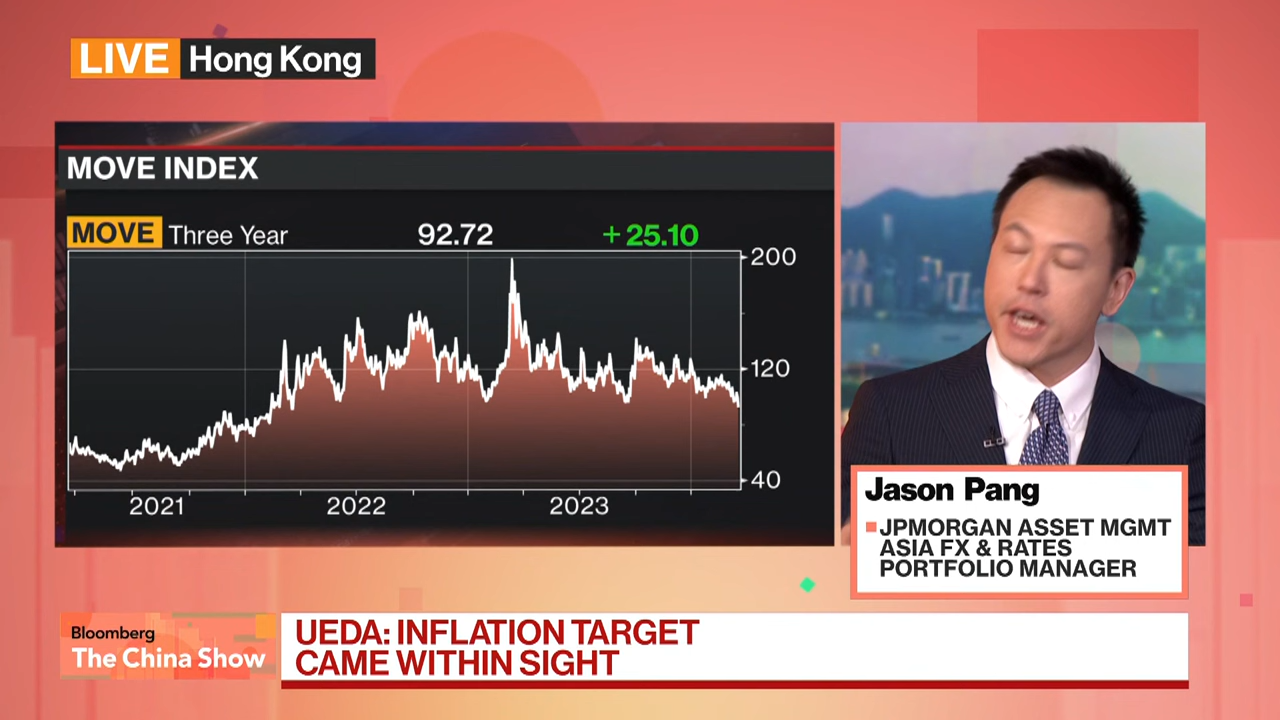 LIVE Hong Kong
MOVE INDEX
MOVE Three Year 92.72 +25.10
200
120
40
2021 2022 2023
Jason Pang
JPMORGAN ASSET MGMT
ASIA FX & RATES
PORTFOLIO MANAGER
Bloomberg
The China Show
UEDA: INFLATION TARGET
CAME WITHIN SIGHT